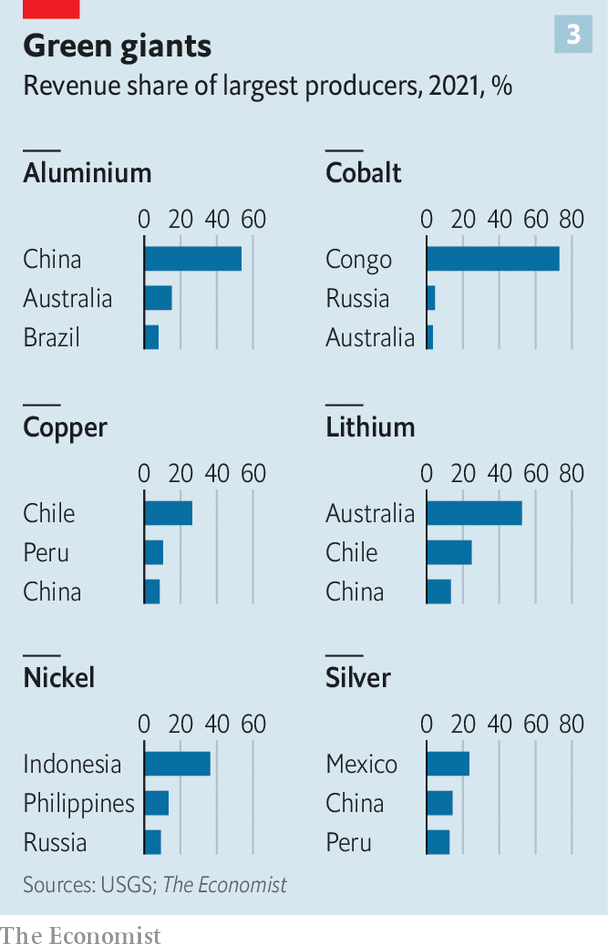 3
Green giants
Revenue share of largest producers, 2021, %
Aluminium
0 20 40 60
China
Australia
Brazil
Cobalt
0 20 40 60 80
Congo
Russia
Australia
Copper
0 20 40 60
Chile
Peru
China
Lithium
0 20 40 60 80
Australia
Chile
China
Nickel
0 20 40 60
Indonesia
Philippines
Russia
Silver
0 20 40 60 80
Mexico
China
Peru
Sources: USGS; The Economist
The Economist